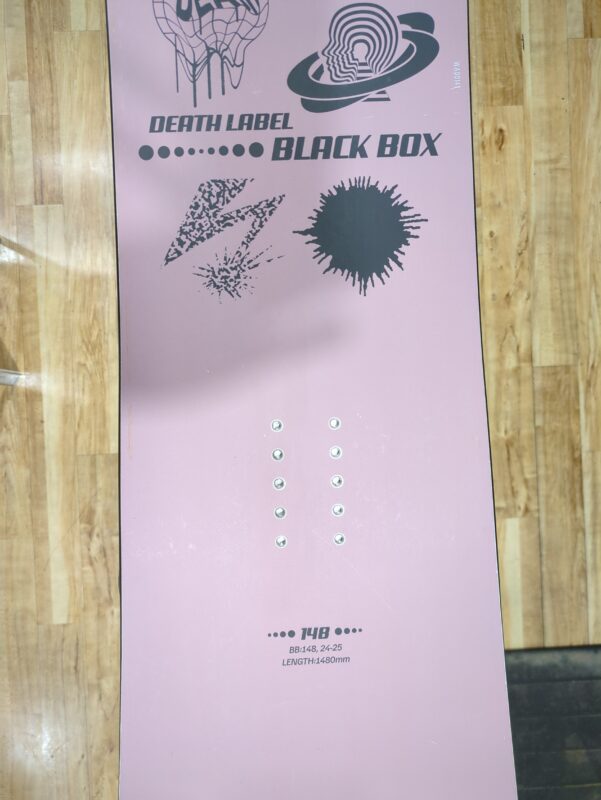 DEATH LABEL
BLACK BOX
148
BB:148, 24-25
LENGTH:1480mm